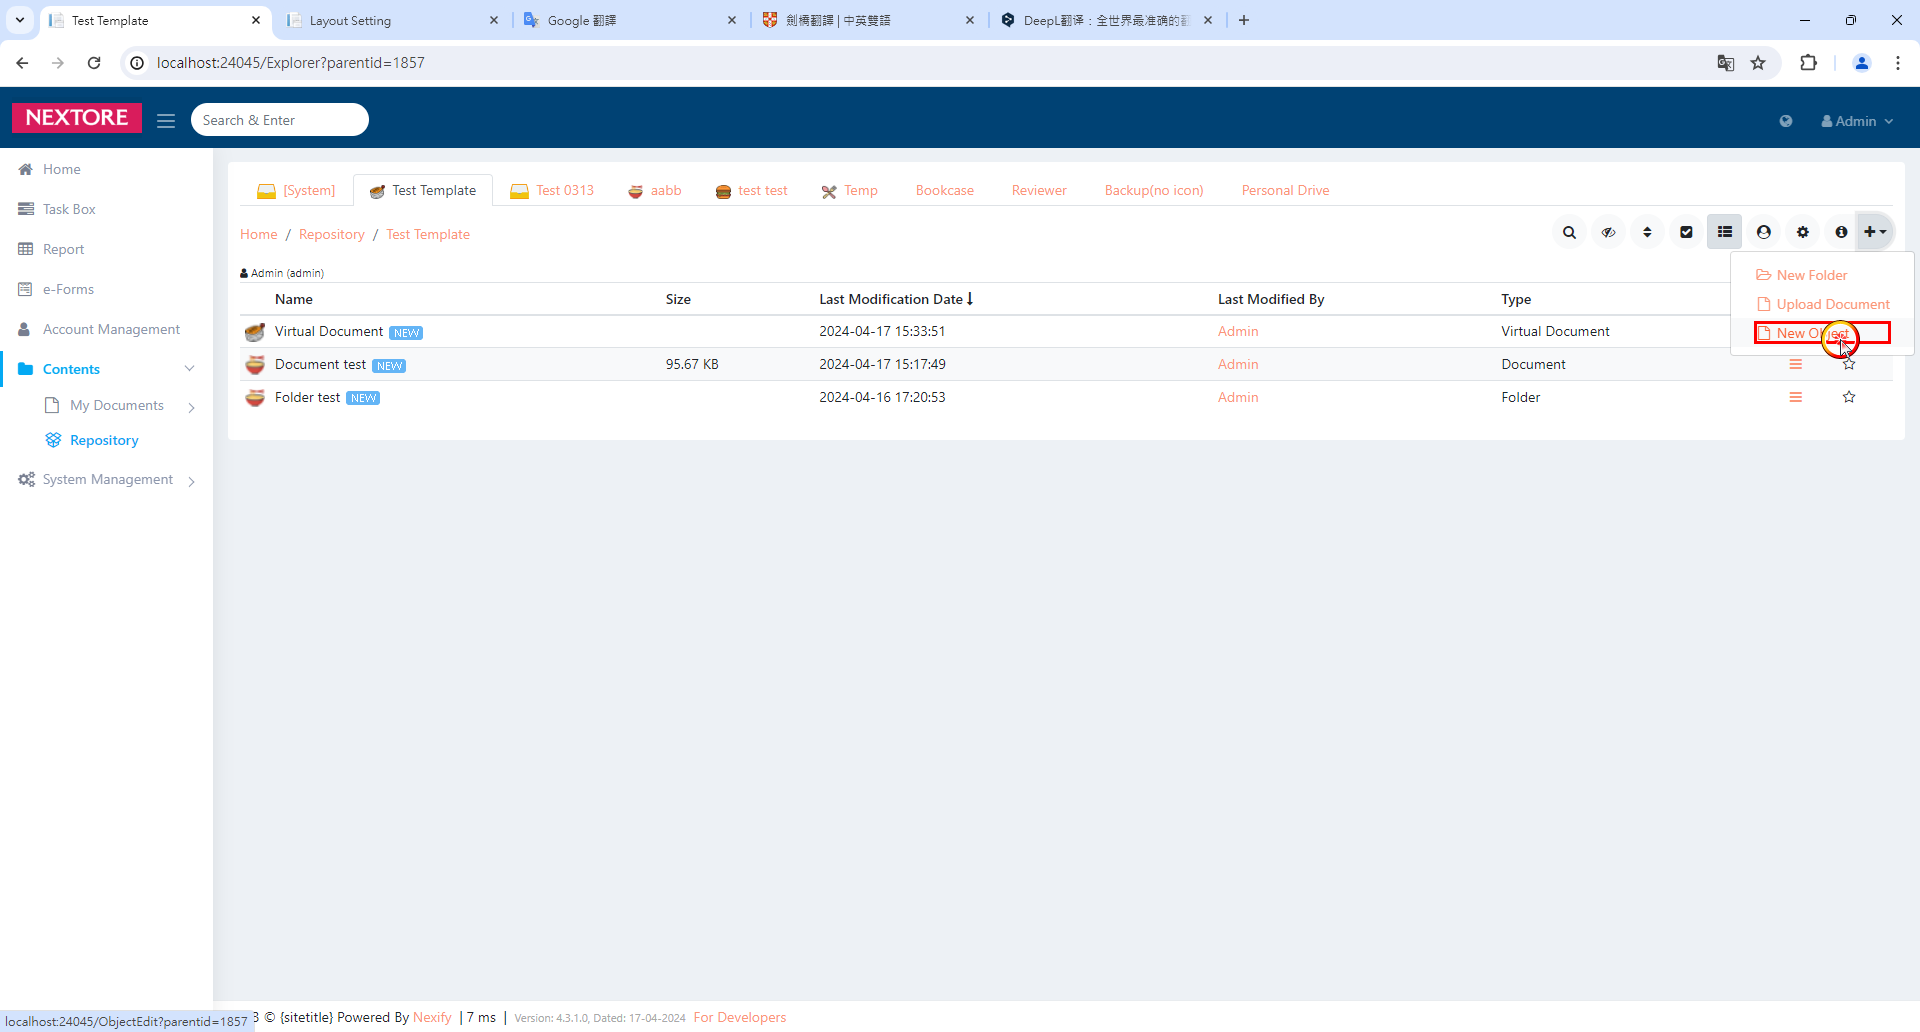 Test Template
Layout Setting
Google 翻譯
劍橋翻譯 | 中英雙語
DeepL翻译：全世界最准确的
localhost:24045/Explorer?parentid=1857
NEXTORE
Search & Enter
Admin
Home
Task Box
Report
e-Forms
Account Management
Contents
My Documents
Repository
System Management
[System]
Test Template
Test 0313
aabb
test test
Temp
Bookcase
Reviewer
Backup(no icon)
Personal Drive
Home / Repository / Test Template
New Folder
Upload Document
New Object
Admin (admin)
Name Size Last Modification Date Last Modified By Type
Virtual Document NEW 2024-04-17 15:33:51 Admin Virtual Document
Document test NEW 95.67 KB 2024-04-17 15:17:49 Admin Document
Folder test NEW 2024-04-16 17:20:53 Admin Folder
© {sitetitle} Powered By Nexify | 7 ms | Version: 4.3.1.0, Dated: 17-04-2024 For Developers
localhost:24045/ObjectEdit?parentid=1857